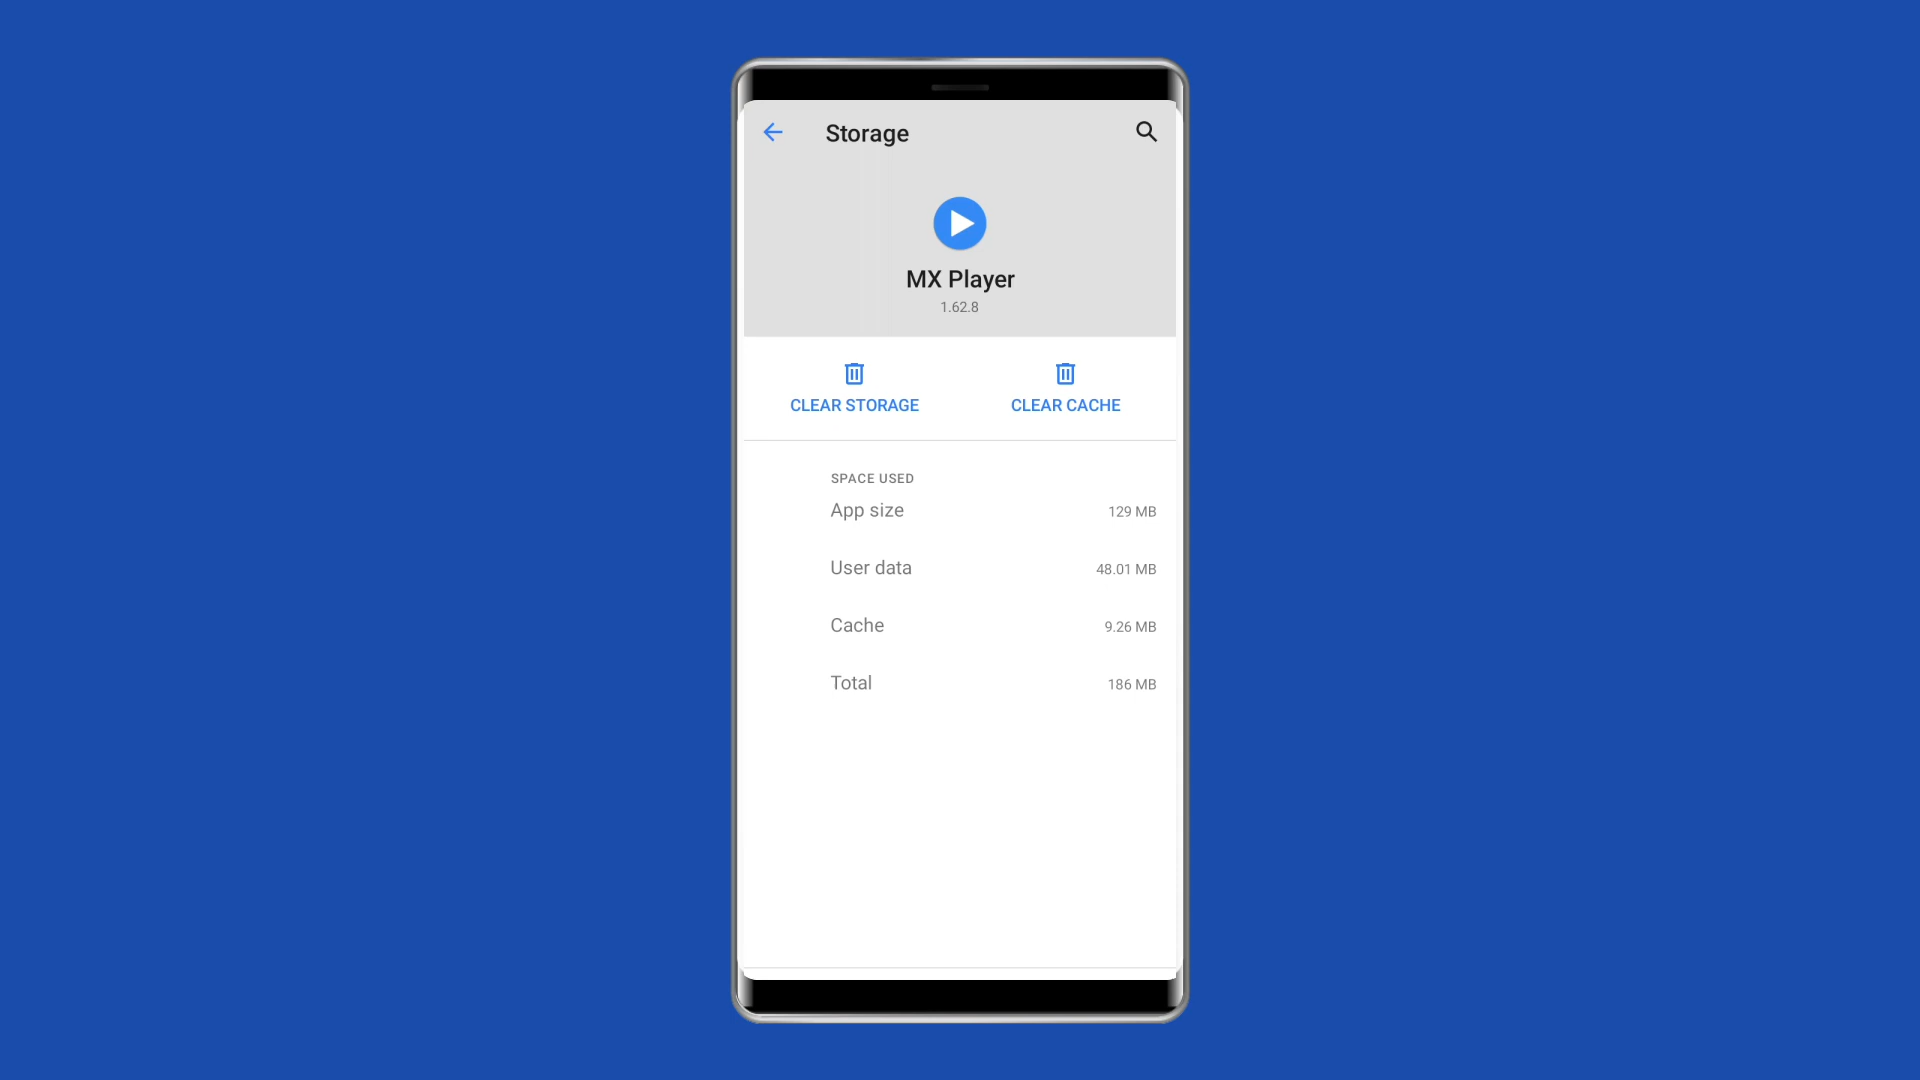 Storage
MX Player
1.62.8
CLEAR STORAGE
CLEAR CACHE
SPACE USED
App size 129 MB
User data 48.01 MB
Cache 9.26 MB
Total 186 MB